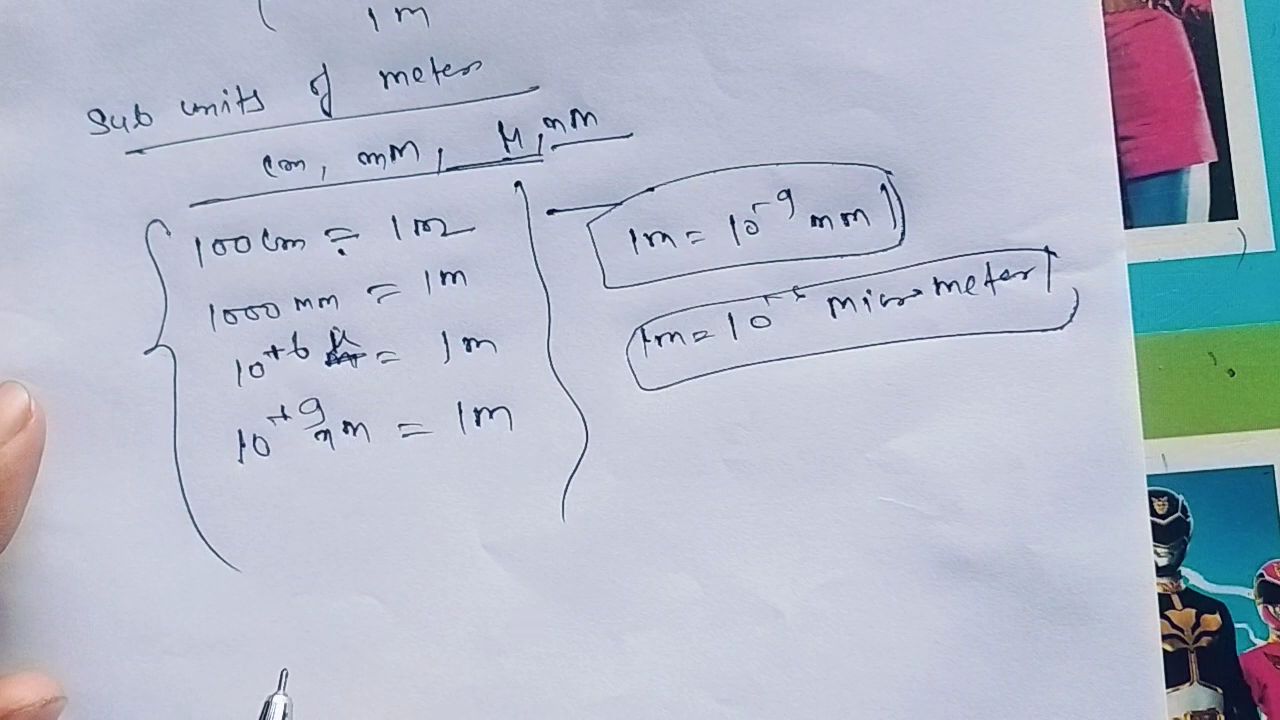 1m
Sub units of meter
cm, mm, μ, nm
100 cm = 1m
1000 mm = 1m
10⁺⁶ μ = 1m
10⁺⁹ nm = 1m
1m = 10⁻⁹ nm
1m = 10 micrometer